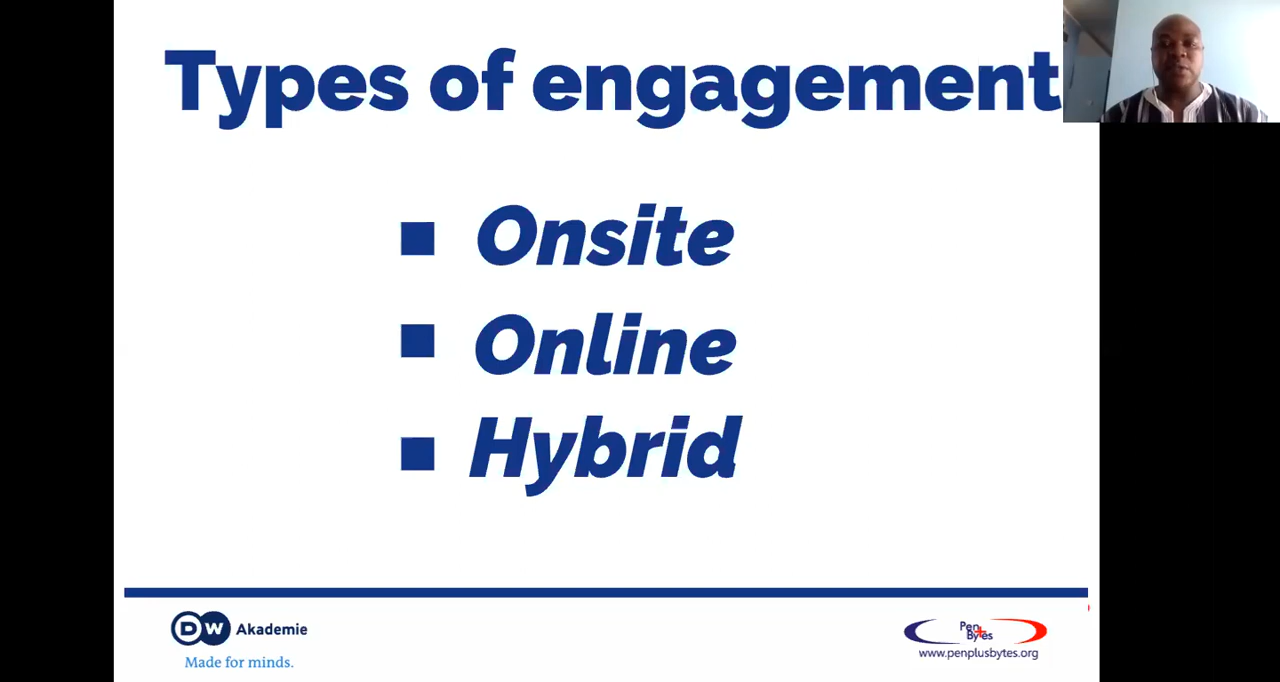 Types of engagement
Onsite
Online
Hybrid
DW Akademie
Made for minds.
Pen
Bytes
www.penplusbytes.org